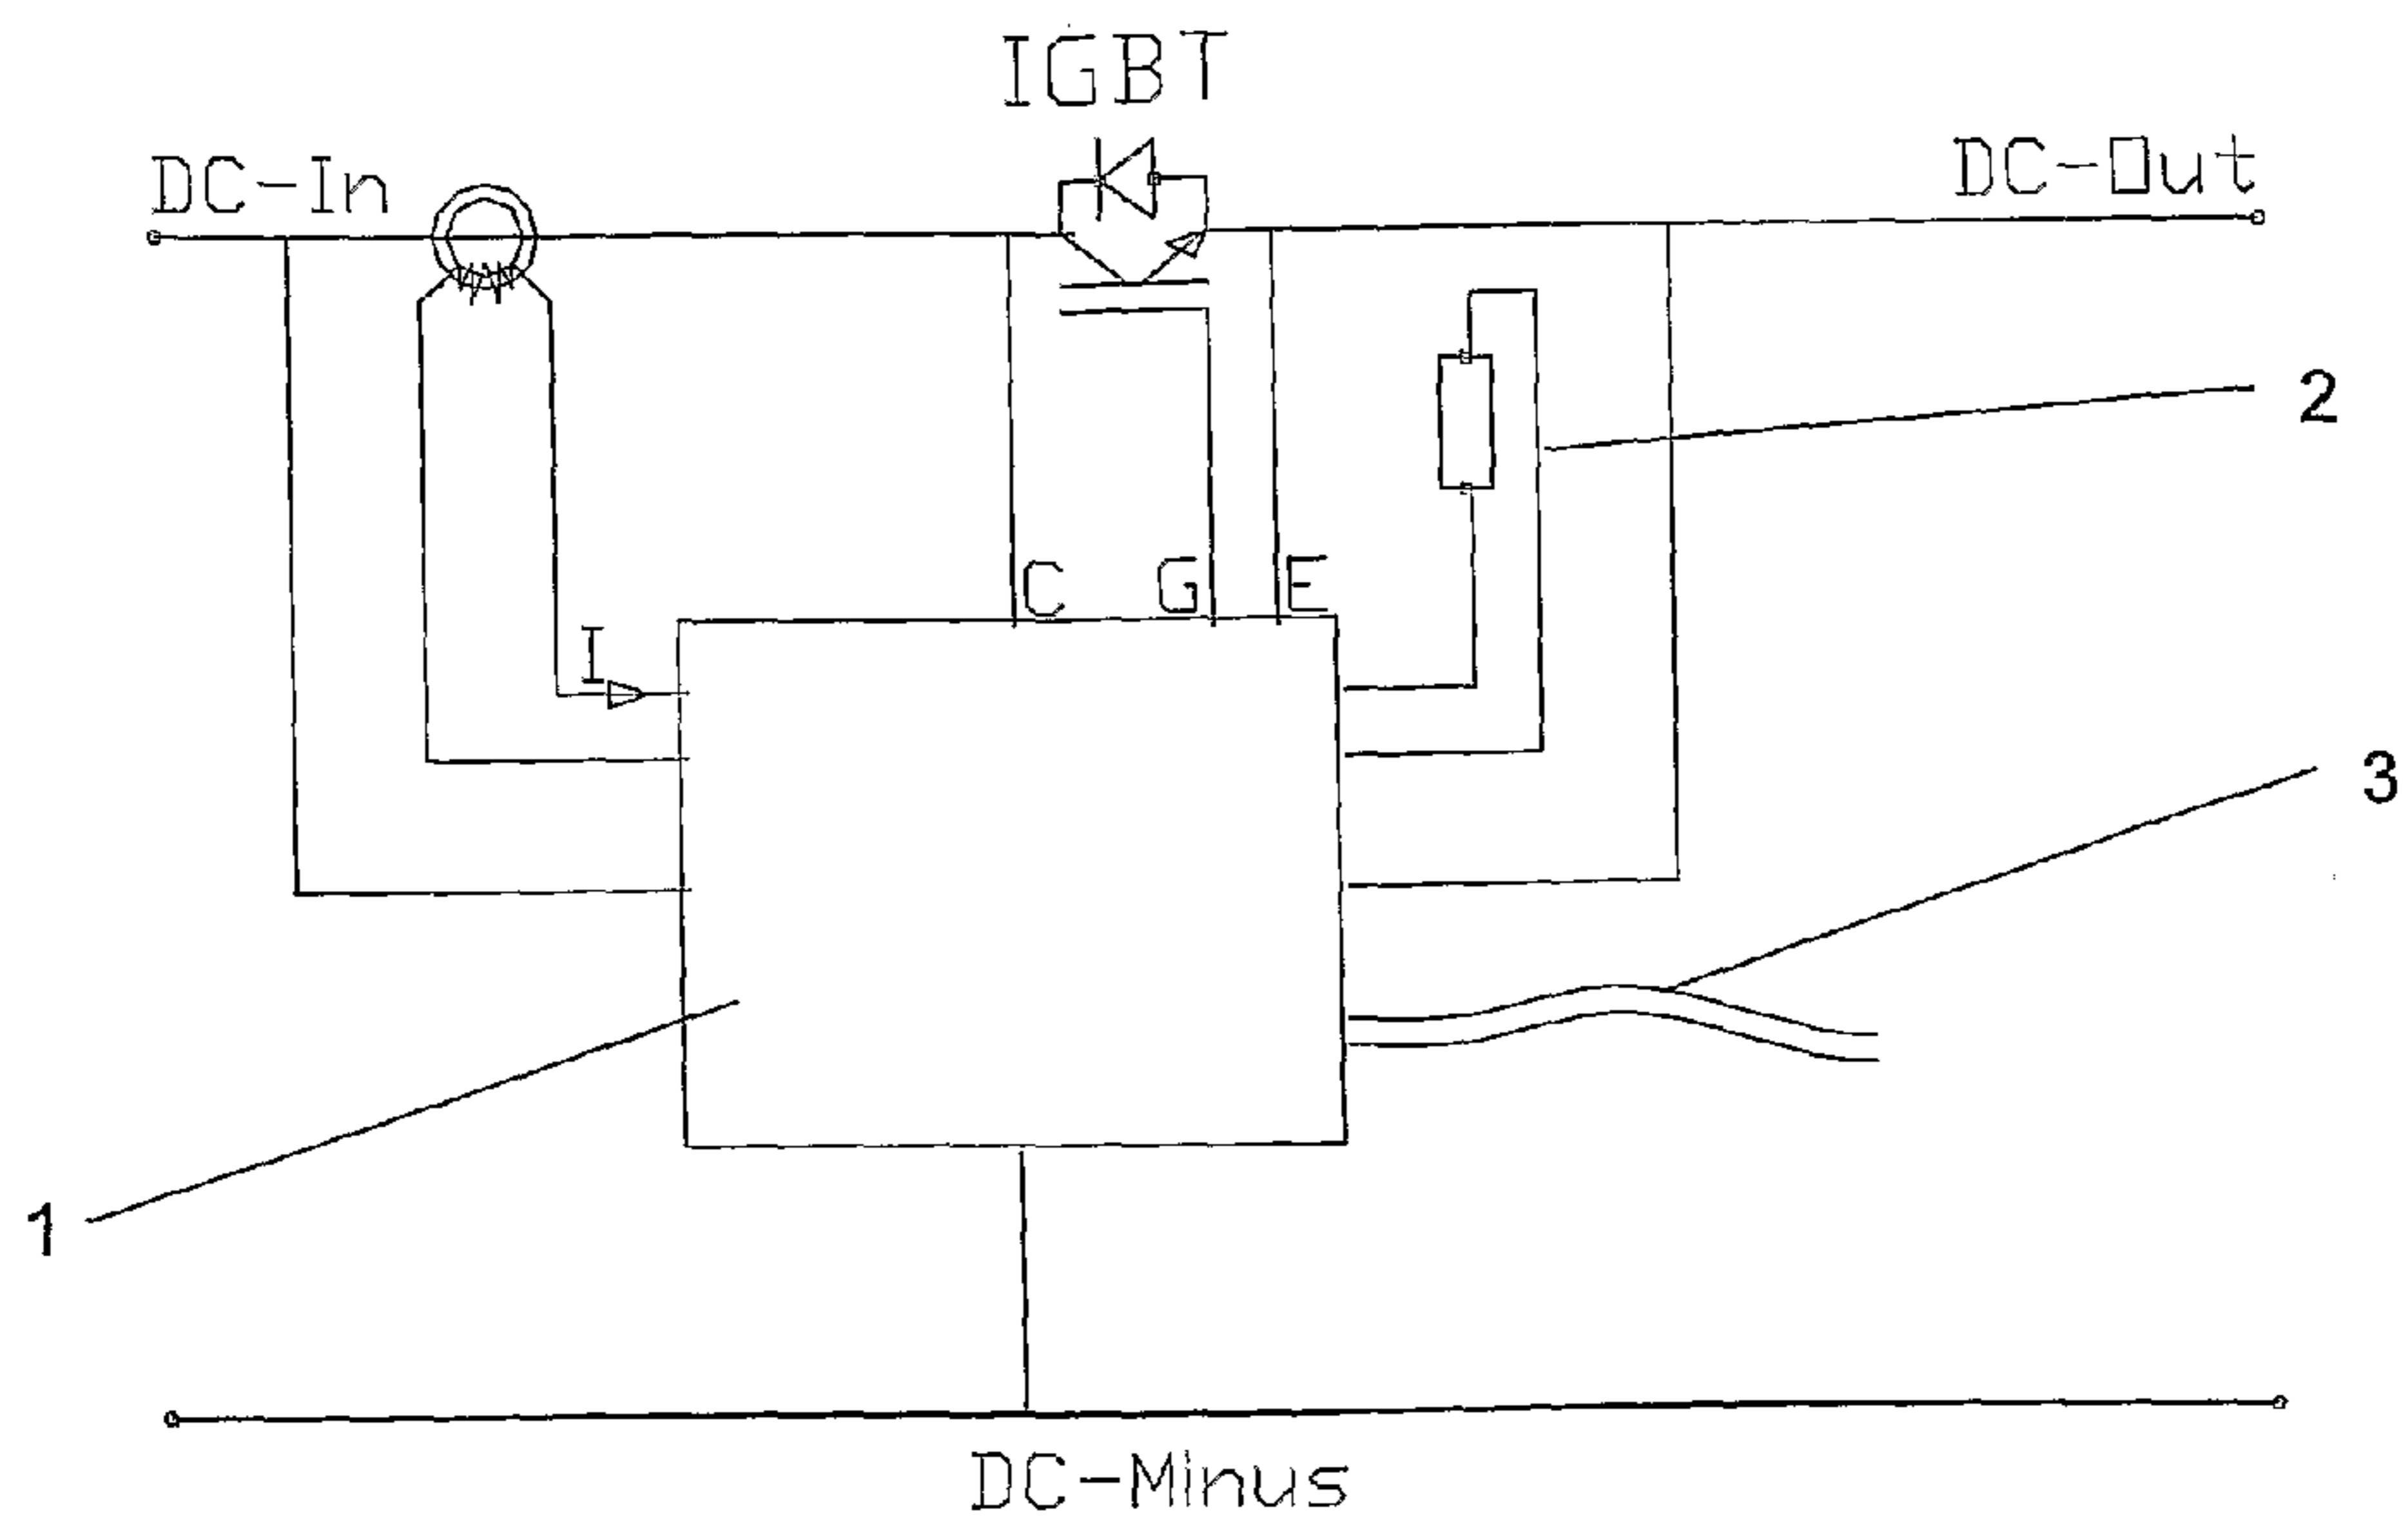 IGBT
DC-In
DC-Out
2
C G E
I
3
1
DC-Minus